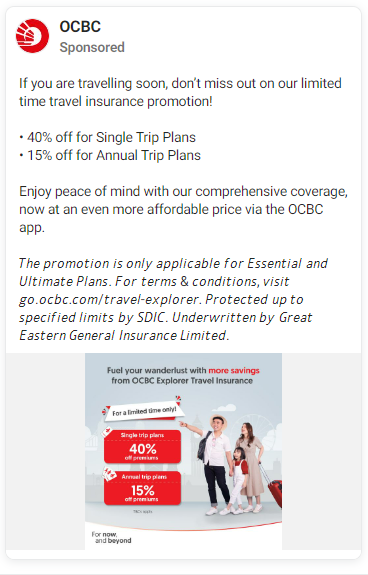 OCBC
Sponsored
If you are travelling soon, don't miss out on our limited
time travel insurance promotion!
• 40% off for Single Trip Plans
• 15% off for Annual Trip Plans
Enjoy peace of mind with our comprehensive coverage,
now at an even more affordable price via the OCBC
app.
The promotion is only applicable for Essential and
Ultimate Plans. For terms & conditions, visit
go.ocbc.com/travel-explorer. Protected up to
specified limits by SDIC. Underwritten by Great
Eastern General Insurance Limited.
Fuel your wanderlust with more savings
from OCBC Explorer Travel Insurance
For a limited time only!
Single trip plans
40%
off premiums
Annual trip plans
15%
off premiums
For now,
and beyond